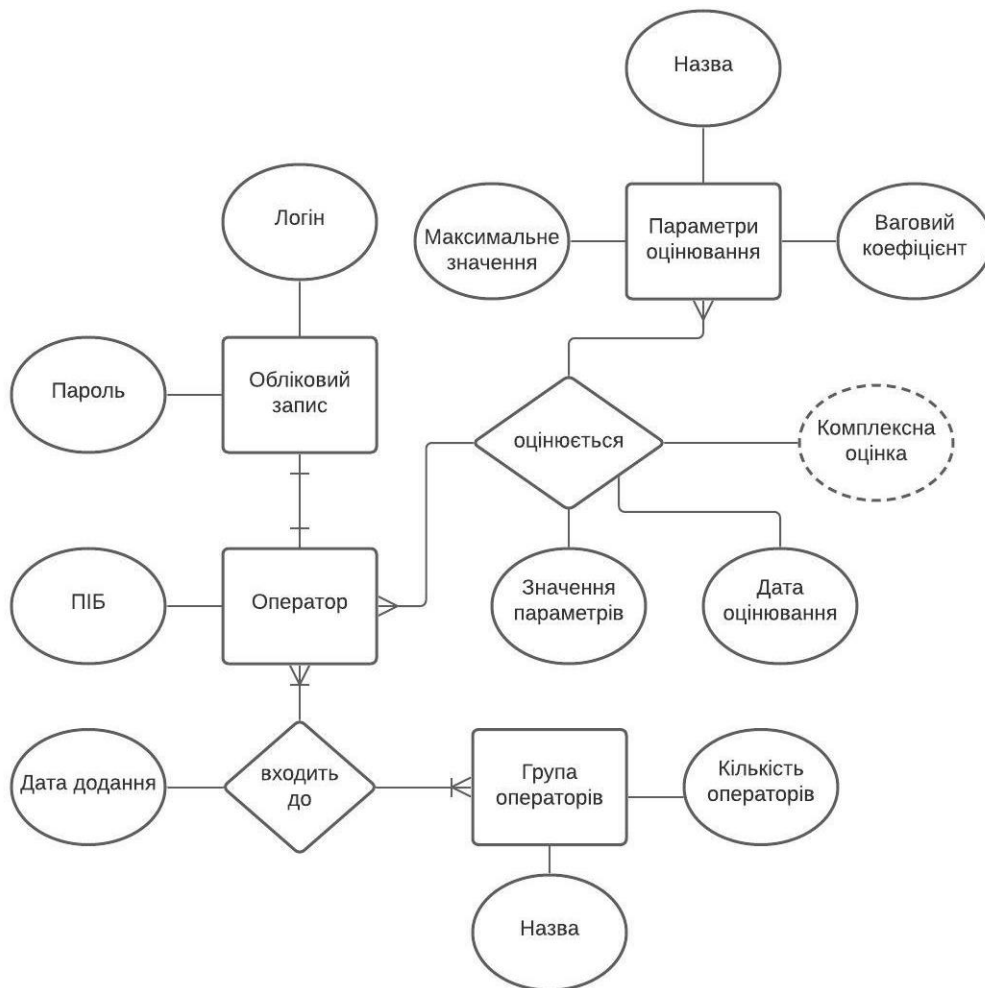 Назва
Логін
Максимальне
значення
Параметри
оцінювання
Ваговий
коефіцієнт
Пароль
Обліковий
запис
оцінюється
Комплексна
оцінка
ПІБ
Оператор
Значення
параметрів
Дата
оцінювання
Дата додання
входить
до
Група
операторів
Кількість
операторів
Назва